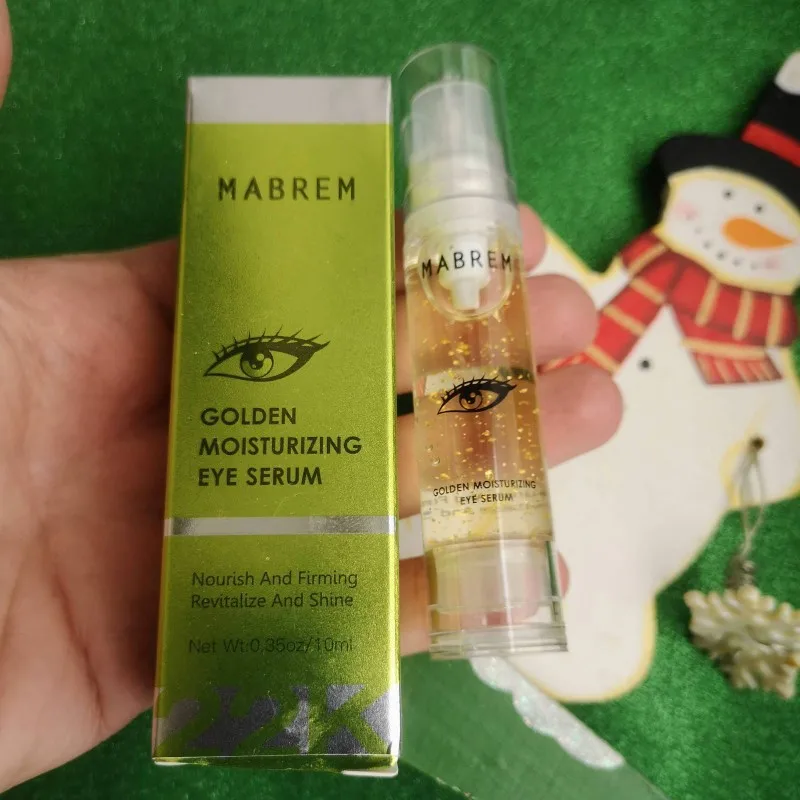 MABREM
GOLDEN
MOISTURIZING
EYE SERUM
Nourish And Firming
Revitalize And Shine
Net Wt:0.35oz/10ml
22K
MABREM
GOLDEN MOISTURIZING
EYE SERUM